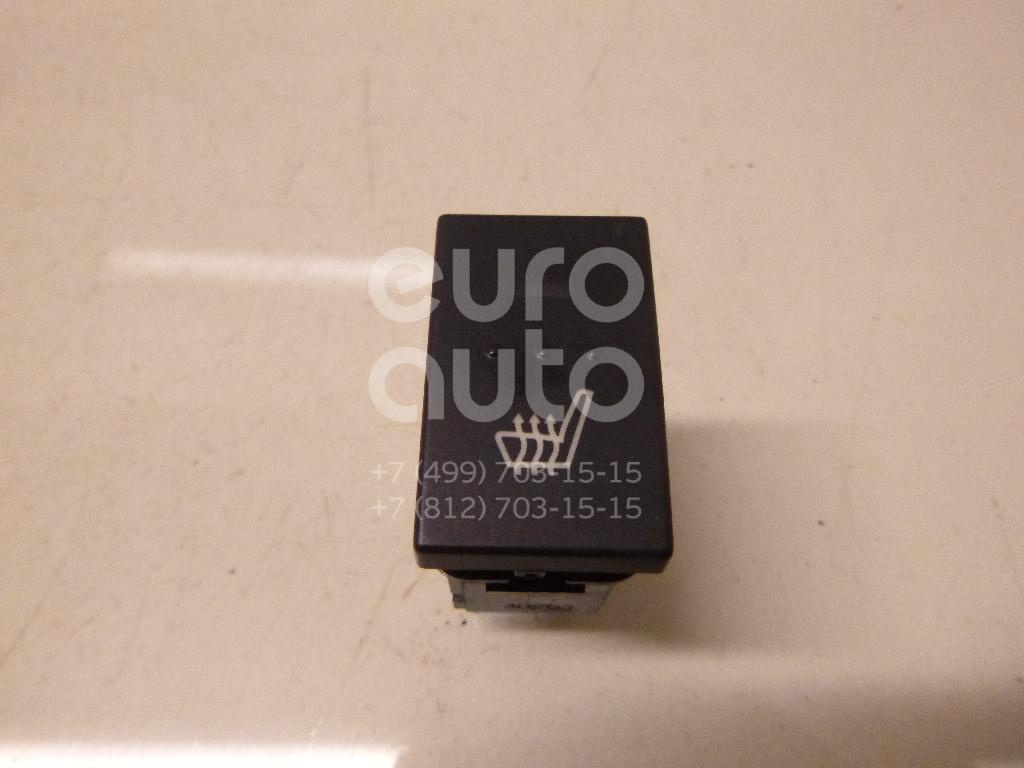 euro
auto
+7 (499) 703-15-15
+7 (812) 703-15-15